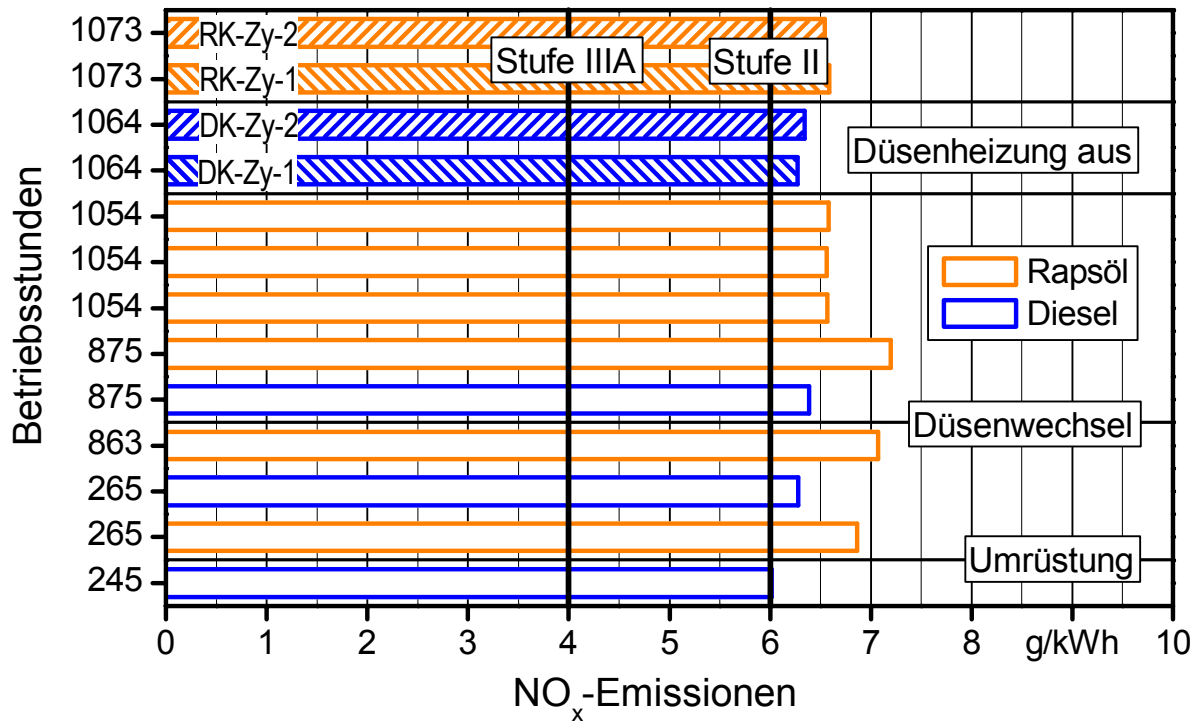 1073
RK-Zy-2
Stufe IIIA
Stufe II
1073
RK-Zy-1
1064
DK-Zy-2
Düsenheizung aus
1064
DK-Zy-1
1054
1054
Rapsöl
1054
Diesel
875
875
Düsenwechsel
863
265
265
Umrüstung
245
Betriebsstunden
0 1 2 3 4 5 6 7 8 g/kWh 10
NOx-Emissionen